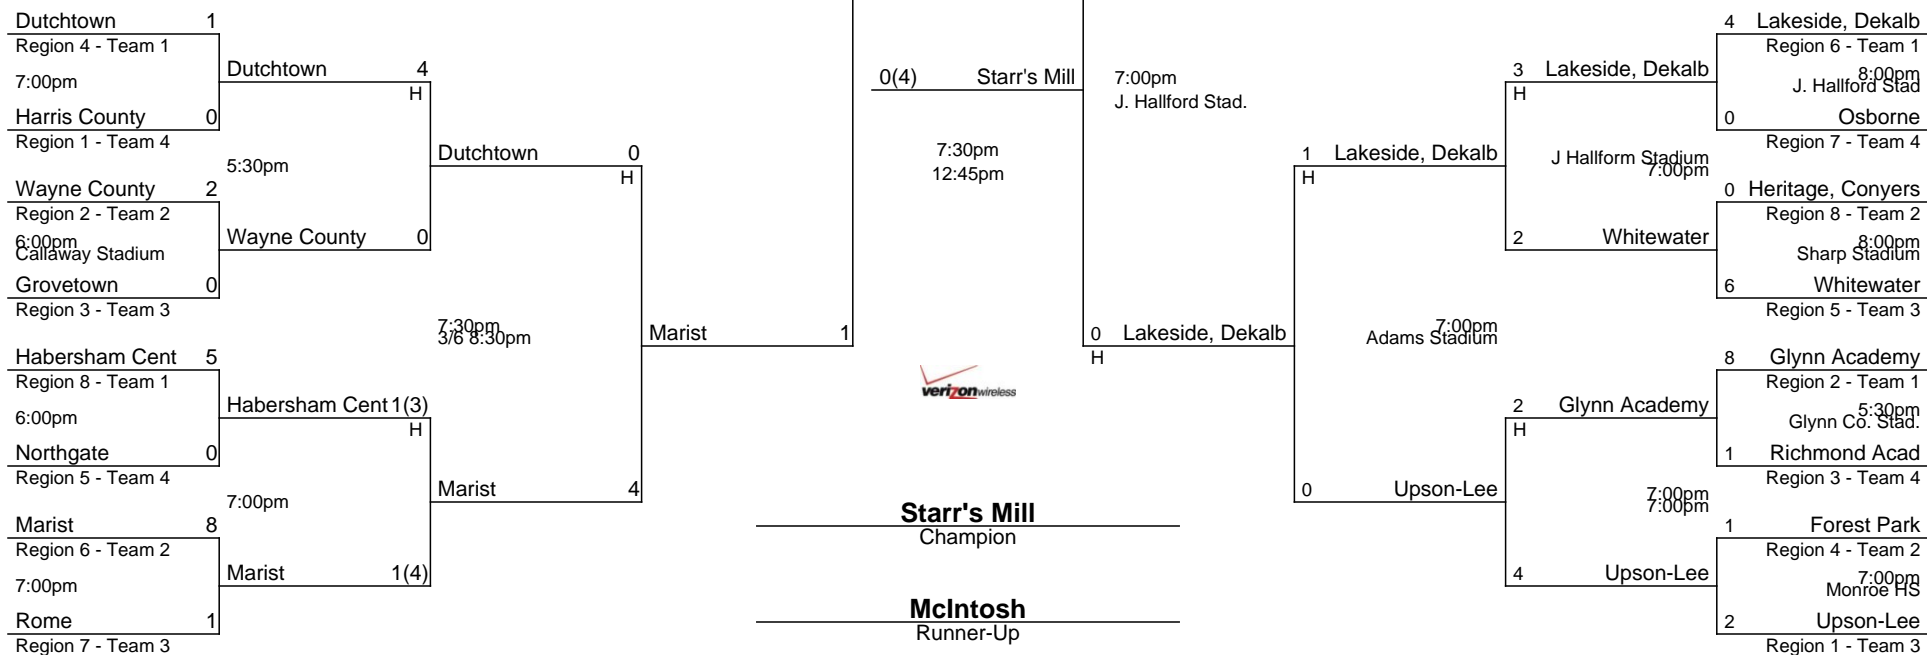 Dutchtown 1
Region 4 - Team 1
7:00pm
Harris County 0
Region 1 - Team 4
Wayne County 2
Region 2 - Team 2
6:00pm
Callaway Stadium
Grovetown 0
Region 3 - Team 3
Habersham Cent 5
Region 8 - Team 1
6:00pm
Northgate 0
Region 5 - Team 4
Marist 8
Region 6 - Team 2
7:00pm
Rome 1
Region 7 - Team 3
Dutchtown 4
H
5:30pm
Wayne County 0
Habersham Cent 1(3)
H
7:00pm
Marist 1(4)
Dutchtown 0
H
7:30pm
3/6 8:30pm
Marist 4
Marist 1
0(4) Starr's Mill
7:30pm
12:45pm
verizonwireless
Starr's Mill
Champion
McIntosh
Runner-Up
7:00pm
J. Hallford Stad.
0 Lakeside, Dekalb
H
1 Lakeside, Dekalb
H
7:00pm
Adams Stadium
0 Upson-Lee
3 Lakeside, Dekalb
H
J Hallform Stadium
7:00pm
2 Whitewater
2 Glynn Academy
H
7:00pm
7:00pm
4 Upson-Lee
4 Lakeside, Dekalb
Region 6 - Team 1
8:00pm
J. Hallford Stad
0 Osborne
Region 7 - Team 4
0 Heritage, Conyers
Region 8 - Team 2
8:00pm
Sharp Stadium
6 Whitewater
Region 5 - Team 3
8 Glynn Academy
Region 2 - Team 1
5:30pm
Glynn Co. Stad.
1 Richmond Acad
Region 3 - Team 4
1 Forest Park
Region 4 - Team 2
7:00pm
Monroe HS
2 Upson-Lee
Region 1 - Team 3